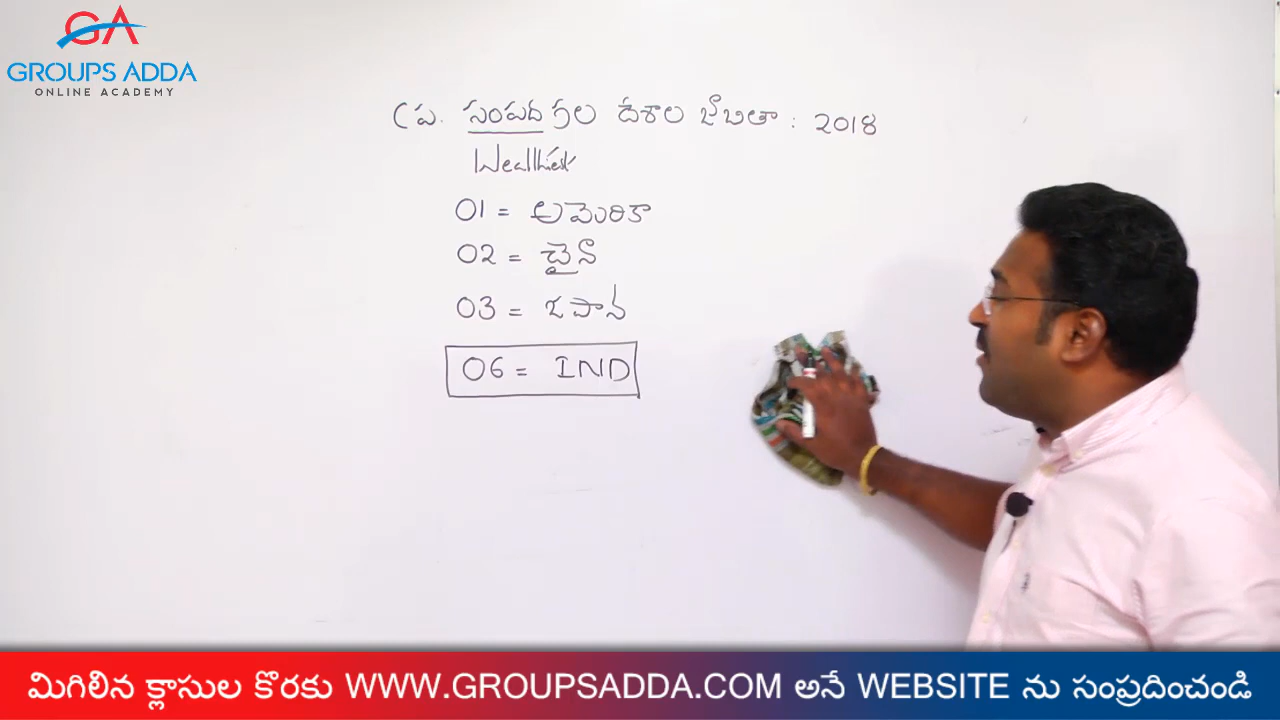 GA
GROUPS ADDA
ONLINE ACADEMY
ప్ర. సంపద గల దేశాల జాబితా : 2018
Wealthiest
01 = అమెరికా
02 = చైనా
03 = జపాన్
06 = IND
మిగిలిన క్లాసుల కొరకు WWW.GROUPSADDA.COM అనే WEBSITE ను సంప్రదించండి